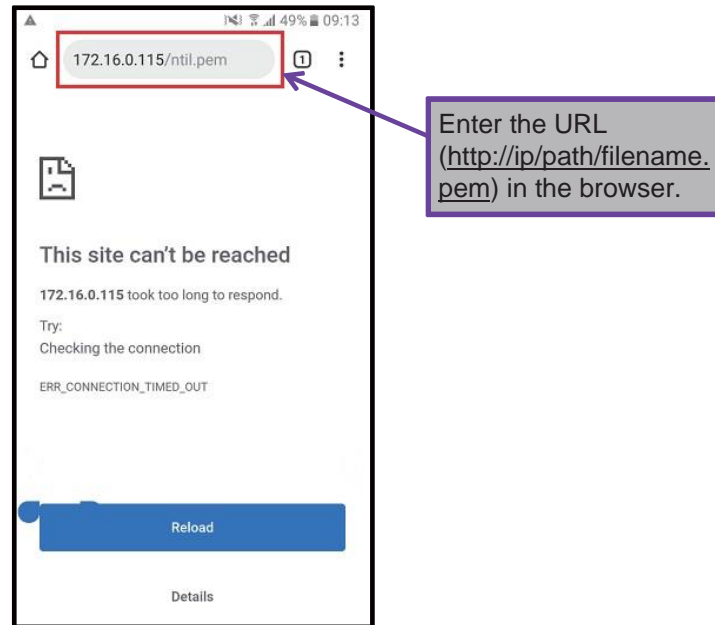 49% 09:13
172.16.0.115/ntil.pem
1
Enter the URL
(http://ip/path/filename.
pem) in the browser.
This site can't be reached
172.16.0.115 took too long to respond.
Try:
Checking the connection
ERR_CONNECTION_TIMED_OUT
Reload
Details